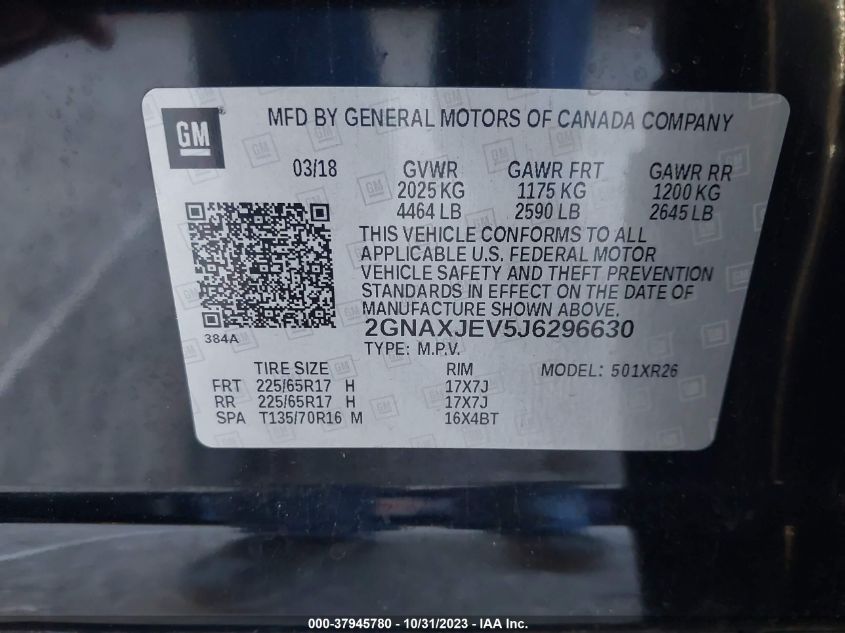 GM
MFD BY GENERAL MOTORS OF CANADA COMPANY
03/18 GVWR GAWR FRT GAWR RR
2025 KG 1175 KG 1200 KG
4464 LB 2590 LB 2645 LB
THIS VEHICLE CONFORMS TO ALL
APPLICABLE U.S. FEDERAL MOTOR
VEHICLE SAFETY AND THEFT PREVENTION
STANDARDS IN EFFECT ON THE DATE OF
MANUFACTURE SHOWN ABOVE.
2GNAXJEV5J6296630
384A
TYPE: M.P.V.
TIRE SIZE RIM MODEL: 501XR26
FRT 225/65R17 H 17X7J
RR 225/65R17 H 17X7J
SPA T135/70R16 M 16X4BT
000-37945780 - 10/31/2023 - IAA Inc.